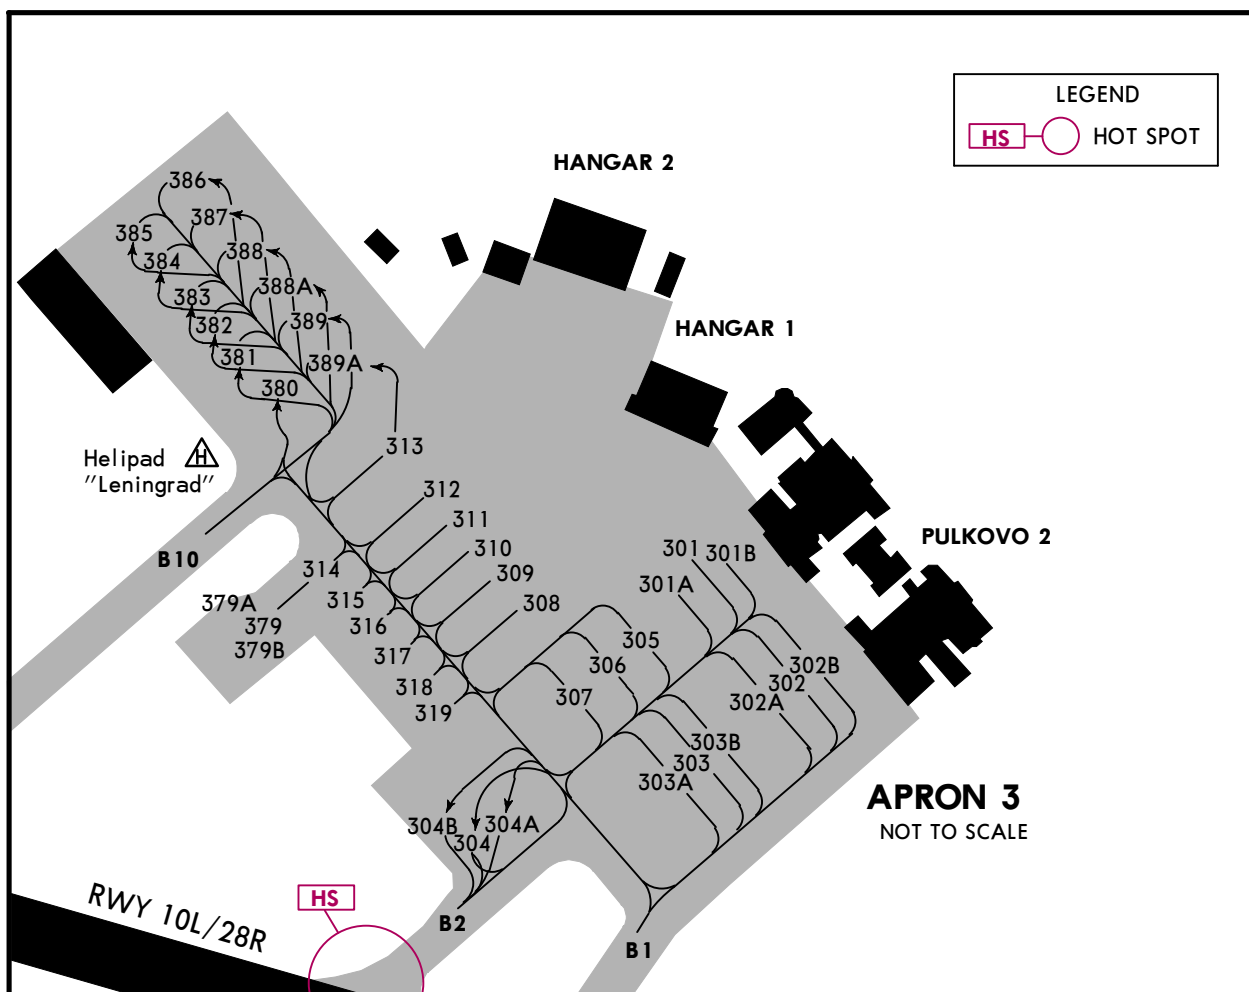 LEGEND
HS HOT SPOT
HANGAR 2
386
387
385
388
384
388A
383
389
382
HANGAR 1
381
389A
380
313
Helipad H
"Leningrad"
312
311
B10
310
301
301B
PULKOVO 2
314
309
301A
315
379A
308
316
379
305
379B
317
306
302B
318
302
307
302A
319
303B
303
303A
APRON 3
304B
304A
NOT TO SCALE
304
RWY 10L/28R
HS
B2
B1